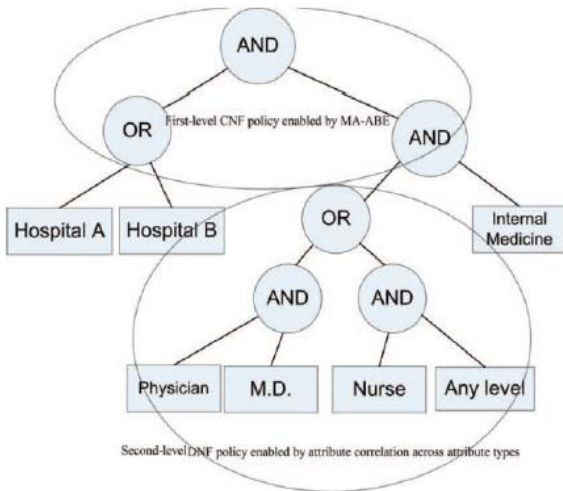 AND
First-level CNF policy enabled by MA-ABE
OR
AND
Hospital A
Hospital B
OR
Internal
Medicine
AND
AND
Physician
M.D.
Nurse
Any level
Second-level DNF policy enabled by attribute correlation across attribute types